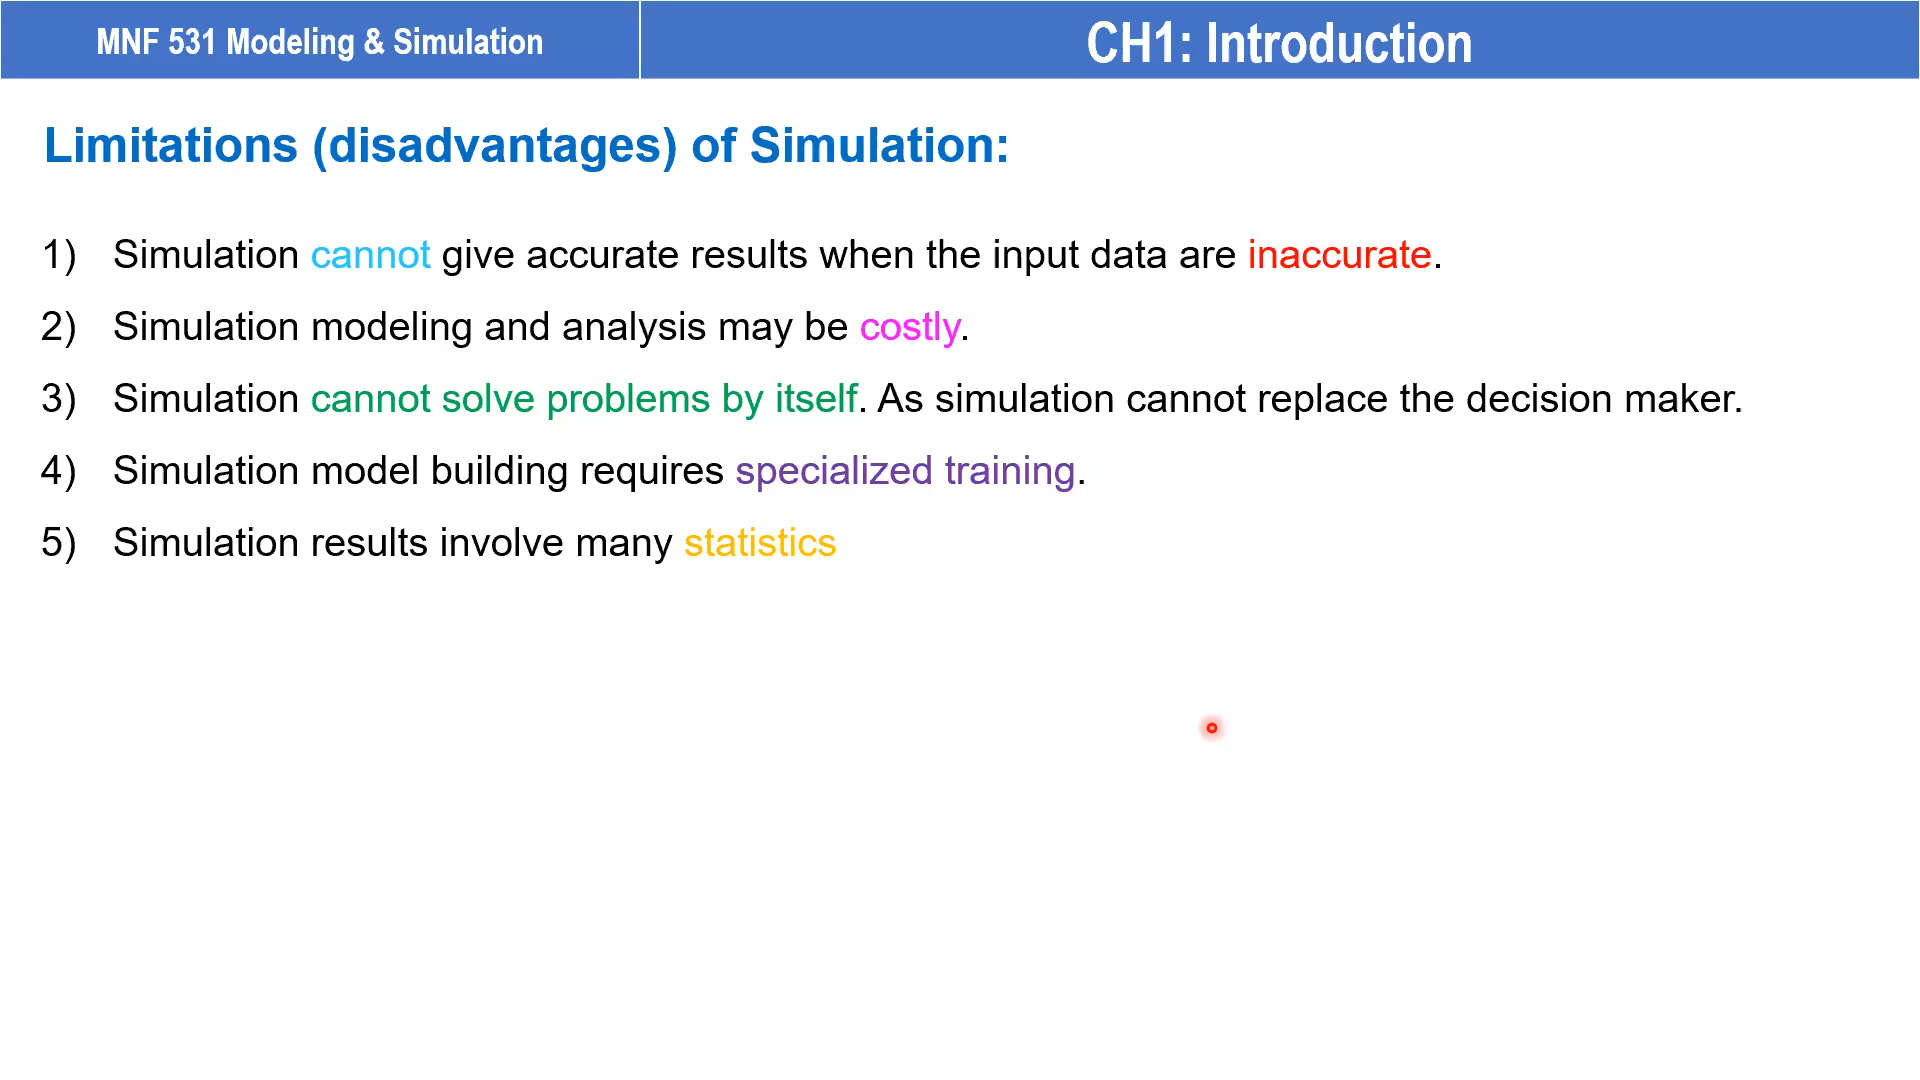 MNF 531 Modeling & Simulation
CH1: Introduction
Limitations (disadvantages) of Simulation:
1) Simulation cannot give accurate results when the input data are inaccurate.
2) Simulation modeling and analysis may be costly.
3) Simulation cannot solve problems by itself. As simulation cannot replace the decision maker.
4) Simulation model building requires specialized training.
5) Simulation results involve many statistics